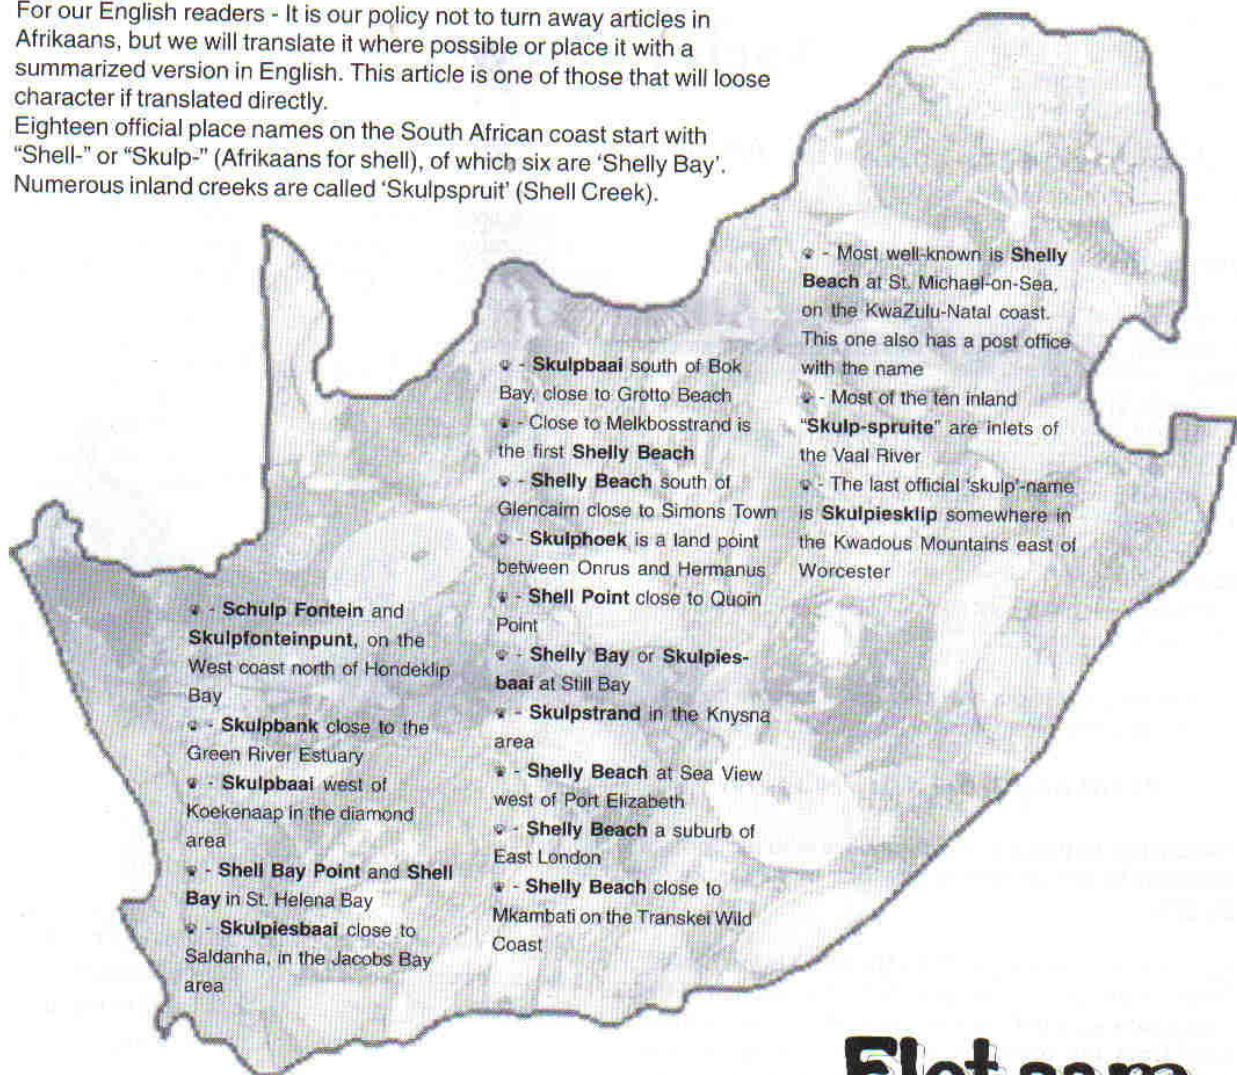 For our English readers - It is our policy not to turn away articles in
Afrikaans, but we will translate it where possible or place it with a
summarized version in English. This article is one of those that will loose
character if translated directly.
Eighteen official place names on the South African coast start with
“Shell-” or “Skulp-” (Afrikaans for shell), of which six are ‘Shelly Bay’.
Numerous inland creeks are called ‘Skulpspruit’ (Shell Creek).
- Schulp Fontein and
Skulpfonteinpunt, on the
West coast north of Hondeklip
Bay
- Skulpbank close to the
Green River Estuary
- Skulpbaai west of
Koekenaap in the diamond
area
- Shell Bay Point and Shell
Bay in St. Helena Bay
- Skulpiesbaai close to
Saldanha, in the Jacobs Bay
area
- Skulpbaai south of Bok
Bay, close to Grotto Beach
- Close to Melkbosstrand is
the first Shelly Beach
- Shelly Beach south of
Glencairn close to Simons Town
- Skulphoek is a land point
between Onrus and Hermanus
- Shell Point close to Quoin
Point
- Shelly Bay or Skulpies-
baai at Still Bay
- Skulpstrand in the Knysna
area
- Shelly Beach at Sea View
west of Port Elizabeth
- Shelly Beach a suburb of
East London
- Shelly Beach close to
Mkambati on the Transkei Wild
Coast
- Most well-known is Shelly
Beach at St. Michael-on-Sea,
on the KwaZulu-Natal coast.
This one also has a post office
with the name
- Most of the ten inland
“Skulp-spruite” are inlets of
the Vaal River
- The last official ‘skulp’-name
is Skulpiesklip somewhere in
the Kwadous Mountains east of
Worcester
Flotsam